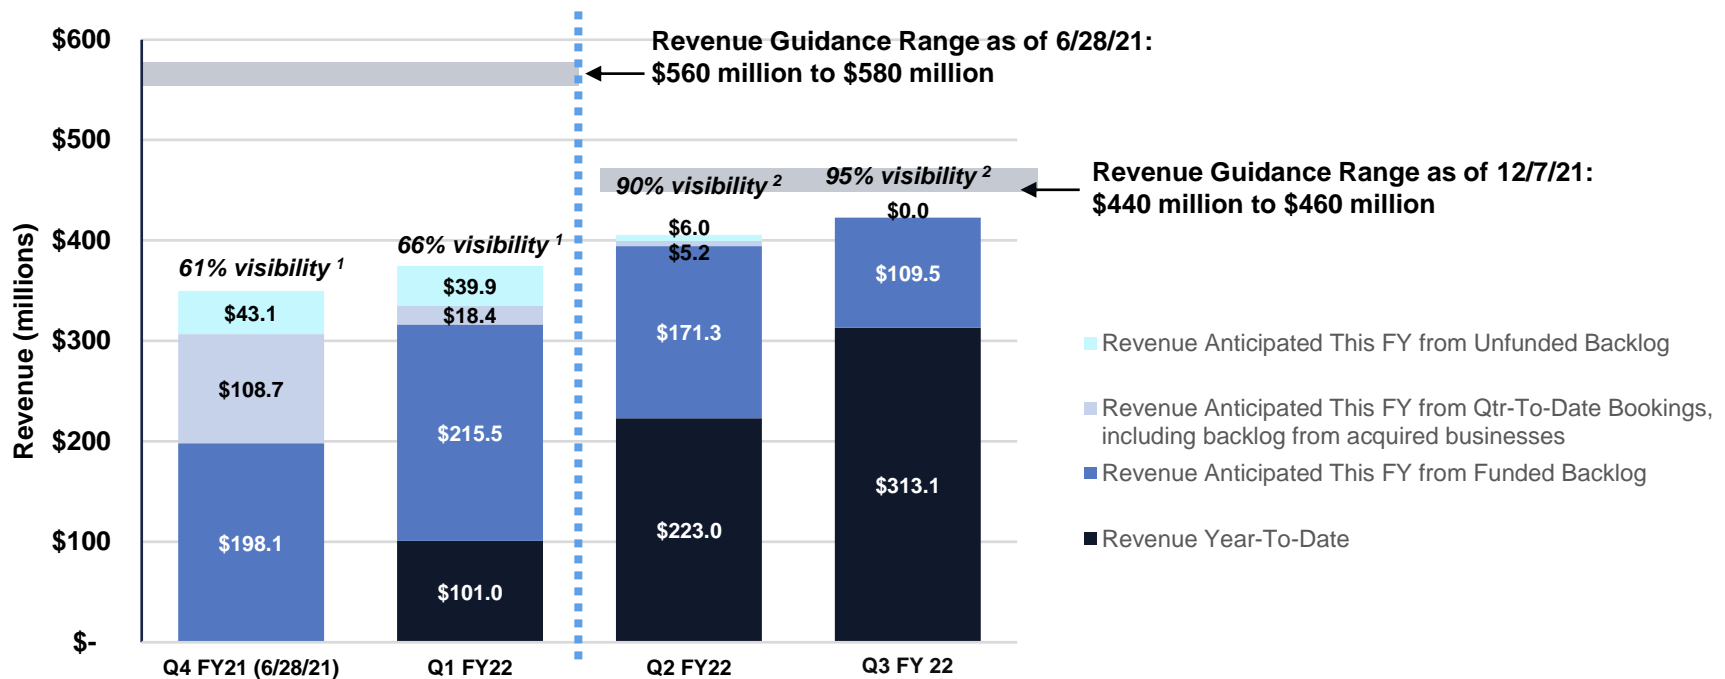 Revenue (millions)
$600
$500
$400
$300
$200
$100
$-
Revenue Guidance Range as of 6/28/21:
$560 million to $580 million
Revenue Guidance Range as of 12/7/21:
$440 million to $460 million
61% visibility 1
$43.1
$108.7
$198.1
66% visibility 1
$39.9
$18.4
$215.5
$101.0
90% visibility 2
$6.0
$5.2
$171.3
$223.0
95% visibility 2
$0.0
$109.5
$313.1
Q4 FY21 (6/28/21)
Q1 FY22
Q2 FY22
Q3 FY 22
Revenue Anticipated This FY from Unfunded Backlog
Revenue Anticipated This FY from Qtr-To-Date Bookings,
including backlog from acquired businesses
Revenue Anticipated This FY from Funded Backlog
Revenue Year-To-Date